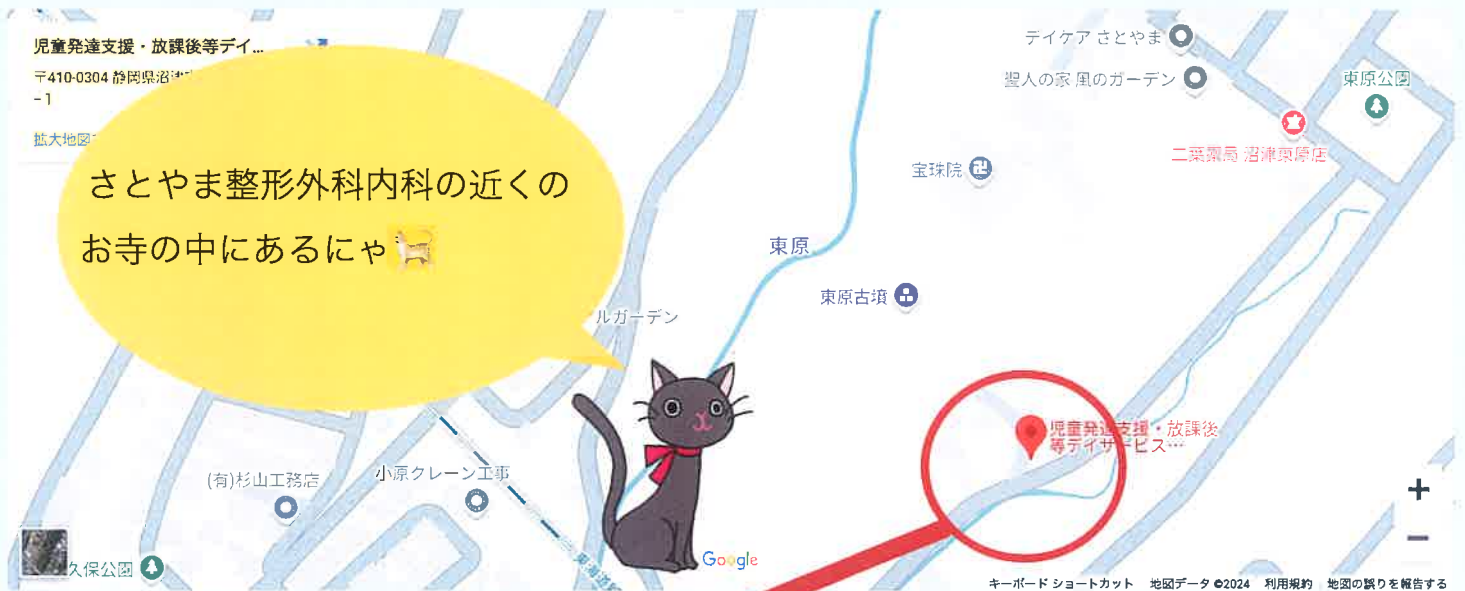 児童発達支援・放課後等デイ...
〒410-0304 静岡県沼津
-1
拡大地図
さとやま整形外科内科の近くの
お寺の中にあるにゃ
デイケア さとやま
聖人の家 風のガーデン
東原公園
二葉薬局 沼津東原店
宝珠院
東原
東原古墳
ルガーデン
児童発達支援・放課後
等デイサービス…
(有)杉山工務店
小原クレーン工事
久保公園
東海道線
Google
キーボード ショートカット 地図データ ©2024 利用規約 地図の誤りを報告する